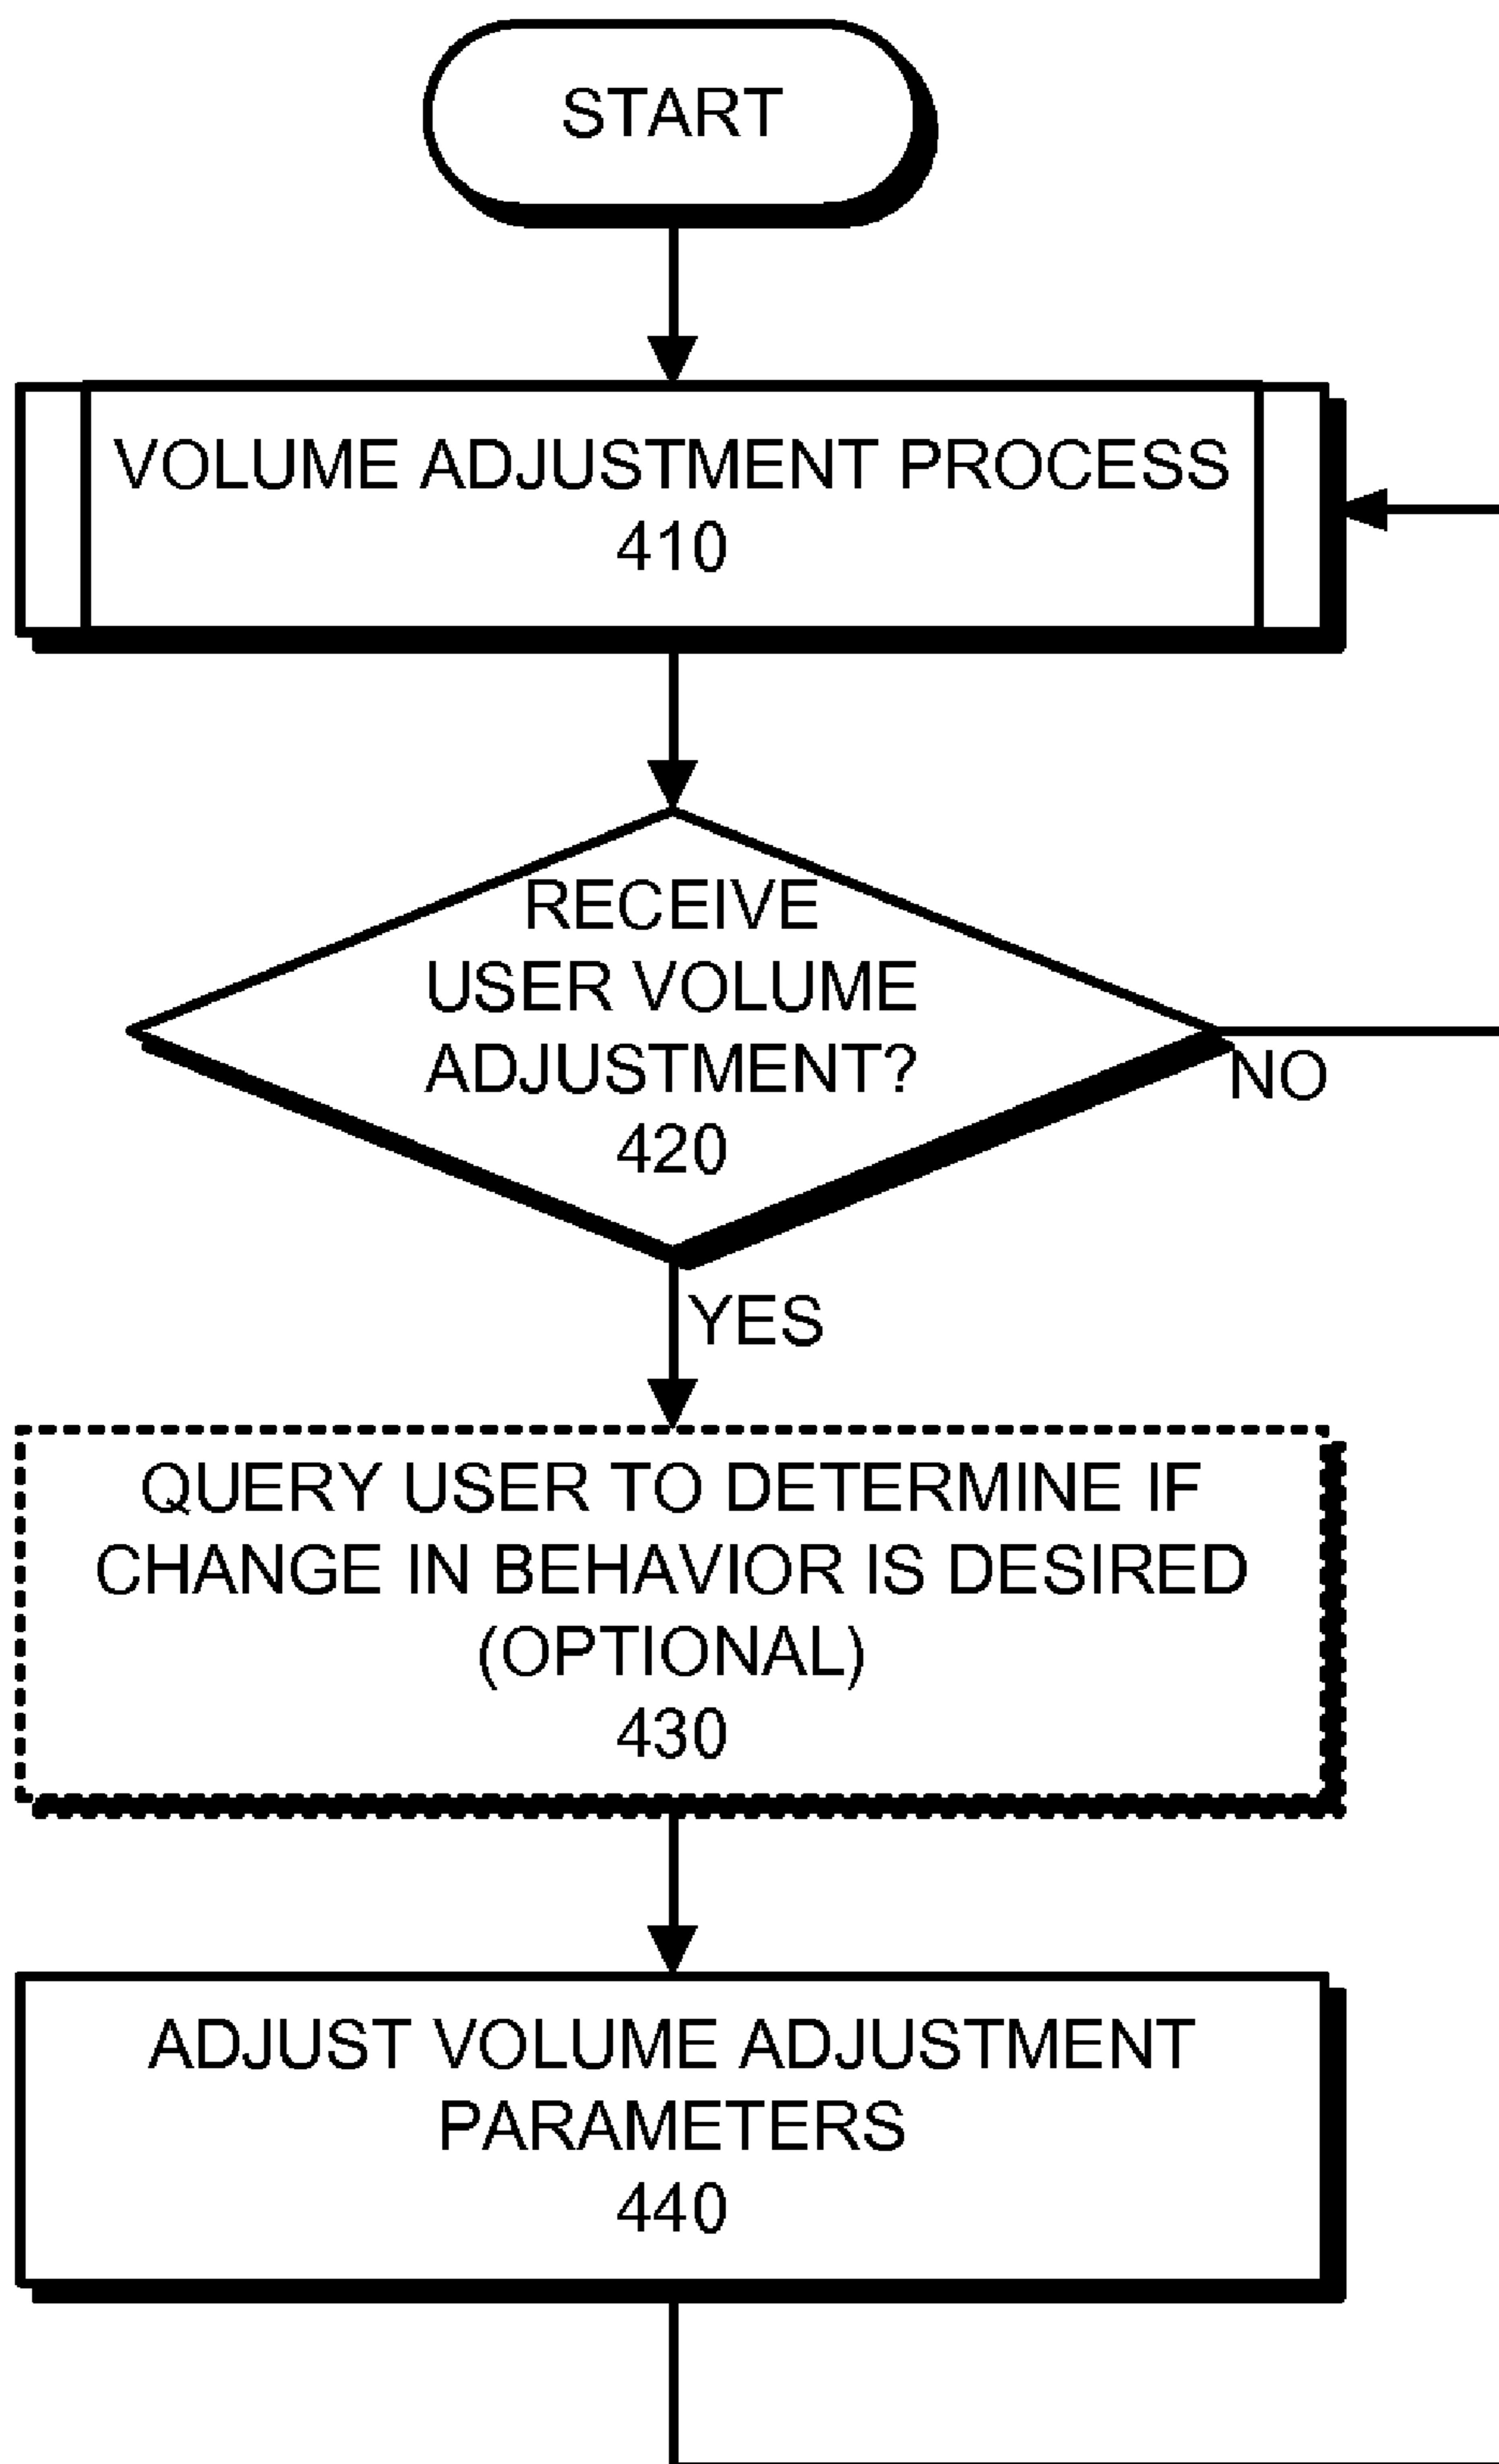 START
VOLUME ADJUSTMENT PROCESS
410
RECEIVE
USER VOLUME
ADJUSTMENT?
420
NO
YES
QUERY USER TO DETERMINE IF
CHANGE IN BEHAVIOR IS DESIRED
(OPTIONAL)
430
ADJUST VOLUME ADJUSTMENT
PARAMETERS
440